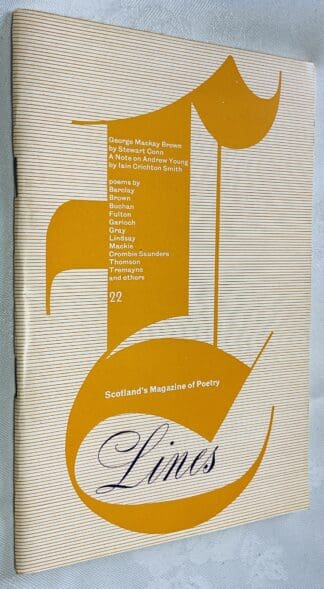 George Mackay Brown
by Stewart Conn
A Note on Andrew Young
by Iain Crichton Smith
poems by
Barclay
Brown
Buchan
Fulton
Garioch
Gray
Lindsay
Mackie
Crombie Saunders
Thomson
Tremayne
and others
22
Scotland's Magazine of Poetry
Lines